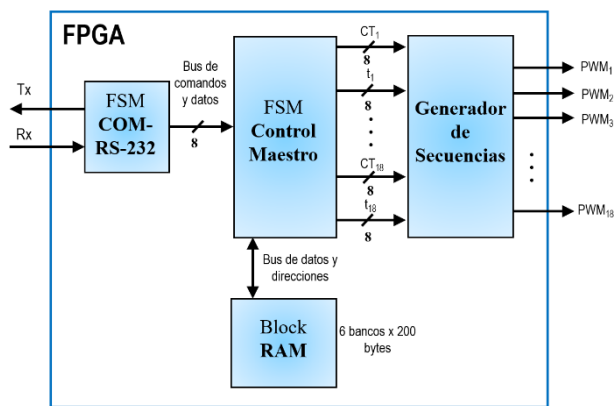 FPGA
Tx
Rx
FSM
COM-
RS-232
Bus de
comandos
y datos
8
FSM
Control
Maestro
CT1
8
t1
8
CT18
8
t18
8
Generador
de
Secuencias
PWM1
PWM2
PWM3
PWM18
Bus de datos y
direcciones
Block
RAM
6 bancos x 200
bytes